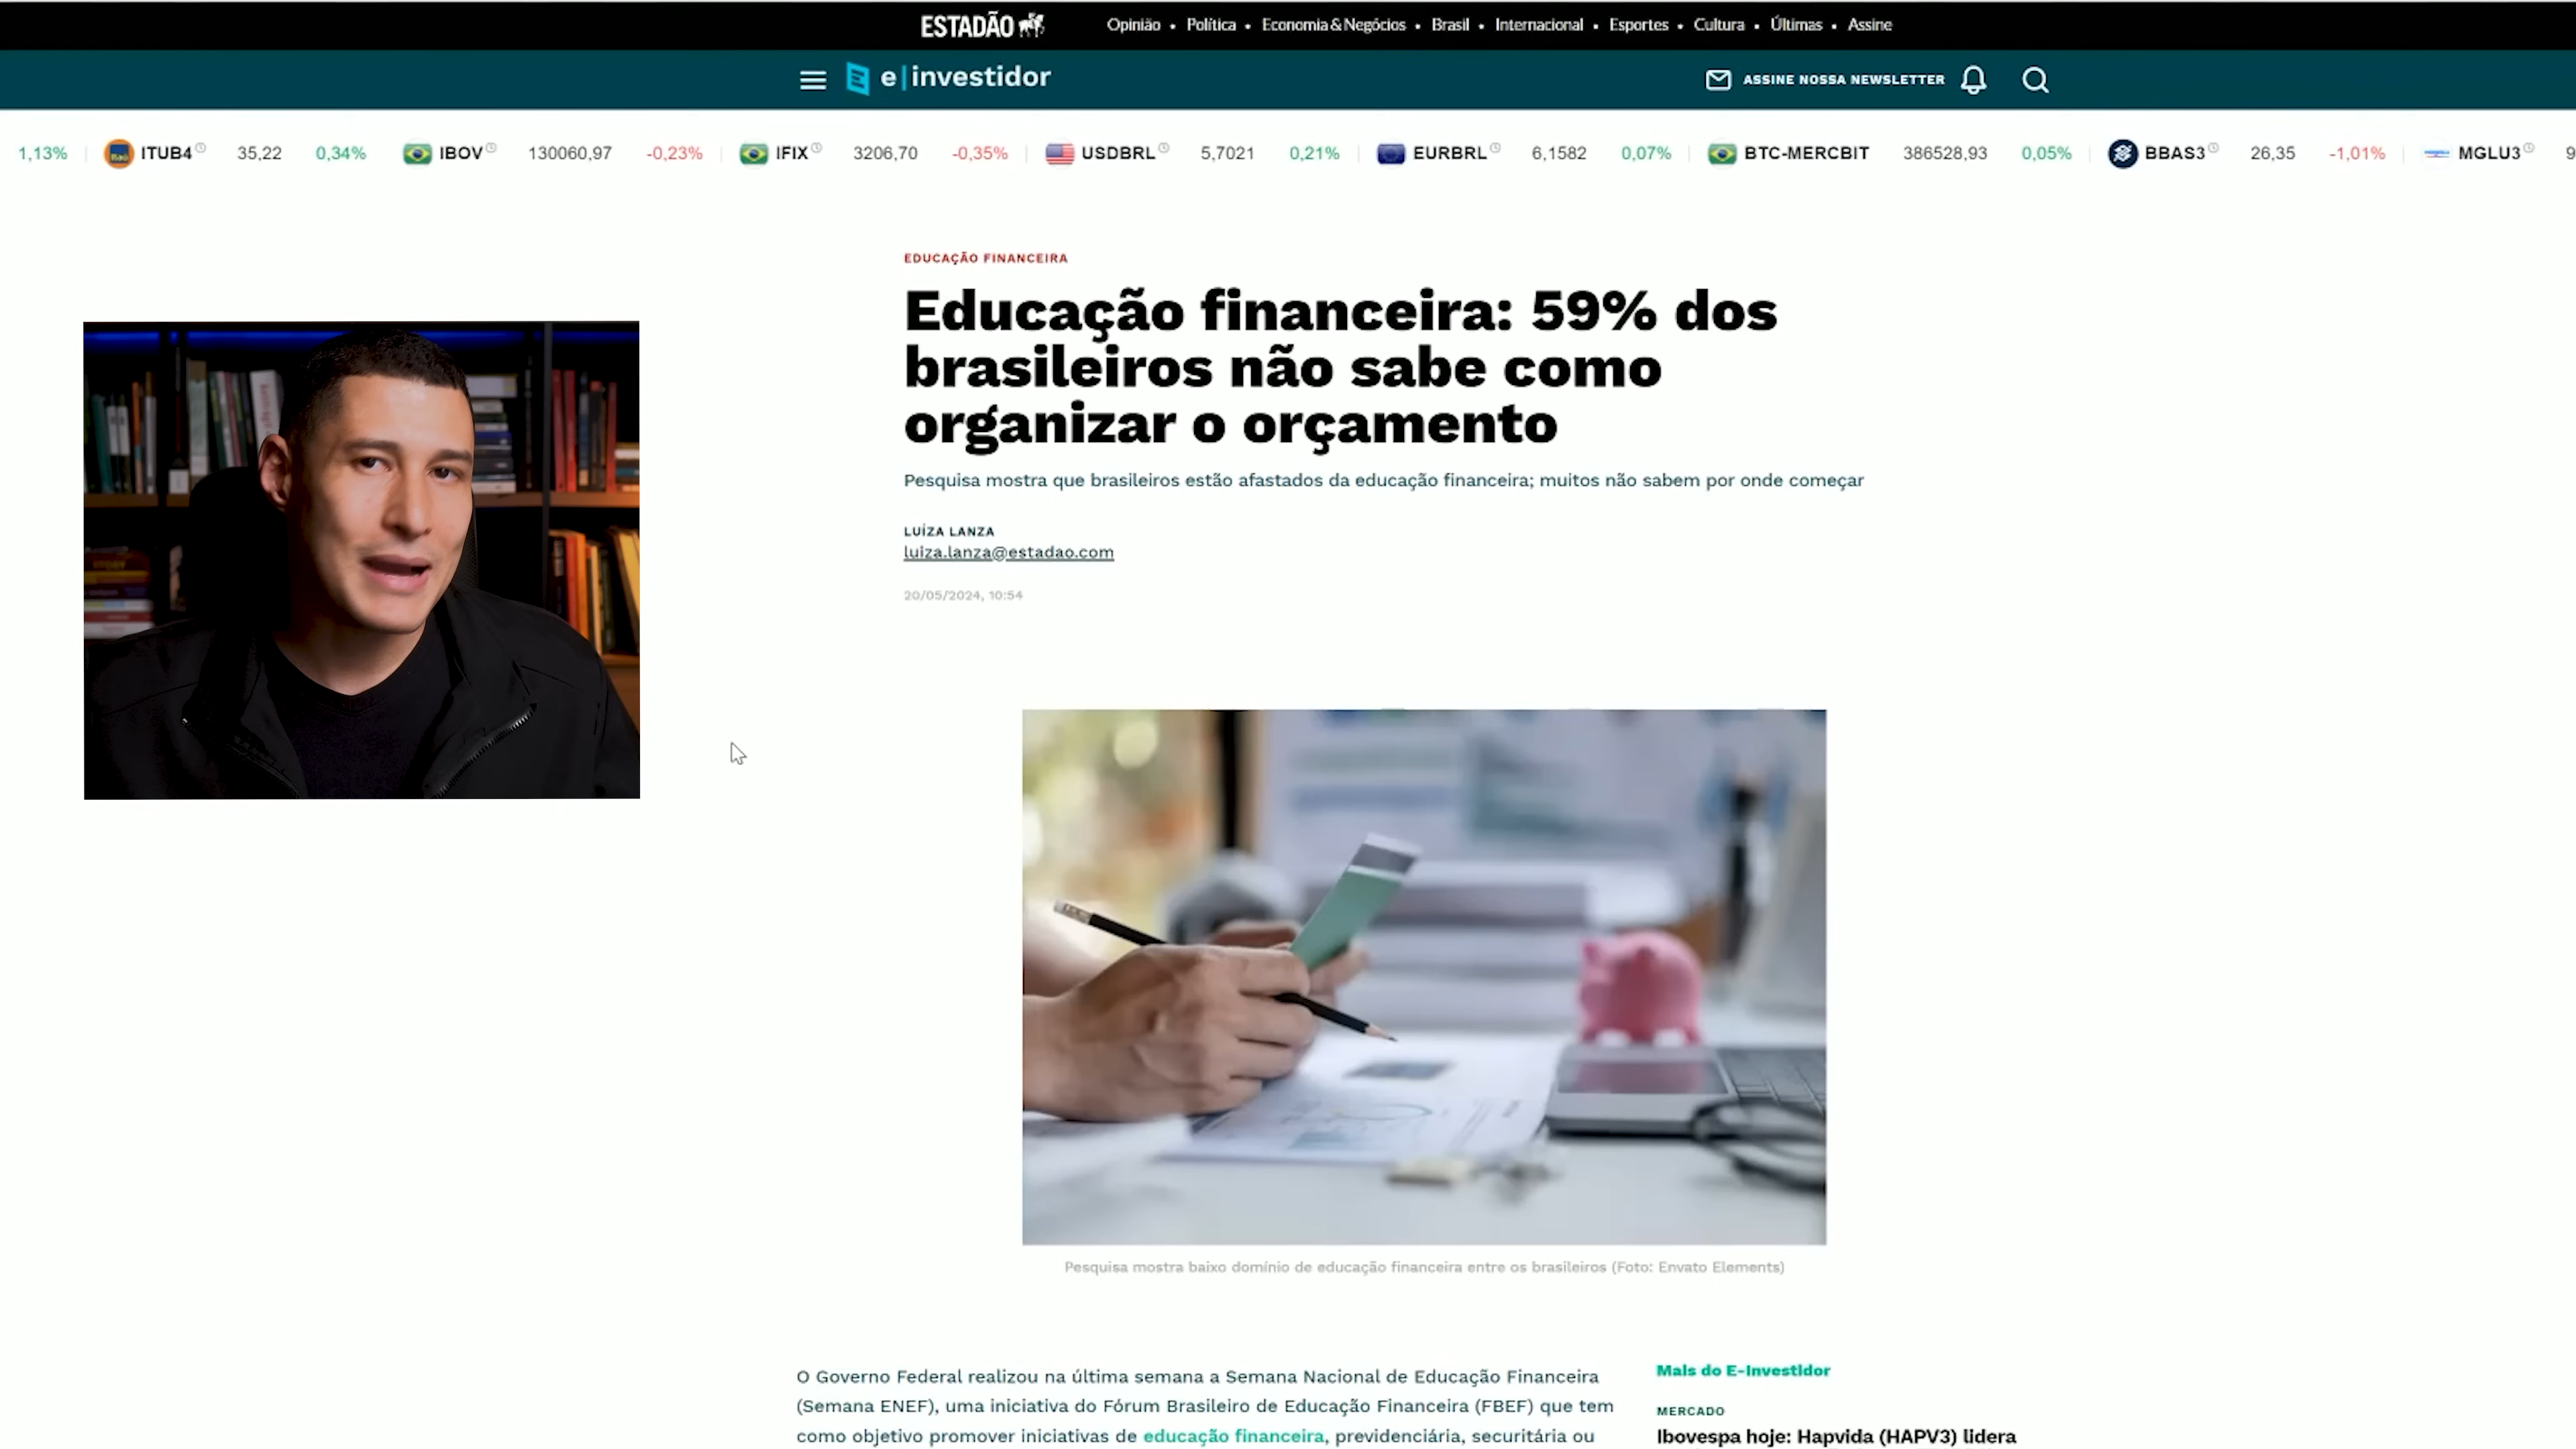 ESTADÃO
Opinião • Política • Economia & Negócios • Brasil • Internacional • Esportes • Cultura • Últimas • Assine
e|investidor
ASSINE NOSSA NEWSLETTER
1,13% ITUB4 35,22 0,34% IBOV 130060,97 -0,23% IFIX 3206,70 -0,35% USDBRL 5,7021 0,21% EURBRL 6,1582 0,07% BTC-MERCBIT 386528,93 0,05% BBAS3 26,35 -1,01% MGLU3 9
EDUCAÇÃO FINANCEIRA
Educação financeira: 59% dos
brasileiros não sabe como
organizar o orçamento
Pesquisa mostra que brasileiros estão afastados da educação financeira; muitos não sabem por onde começar
LUÍZA LANZA
luiza.lanza@estadao.com
20/05/2024, 10:54
Pesquisa mostra baixo domínio de educação financeira entre os brasileiros (Foto: Envato Elements)
O Governo Federal realizou na última semana a Semana Nacional de Educação Financeira
(Semana ENEF), uma iniciativa do Fórum Brasileiro de Educação Financeira (FBEF) que tem
como objetivo promover iniciativas de educação financeira, previdenciária, securitária ou
Mais do E-Investidor
MERCADO
Ibovespa hoje: Hapvida (HAPV3) lidera